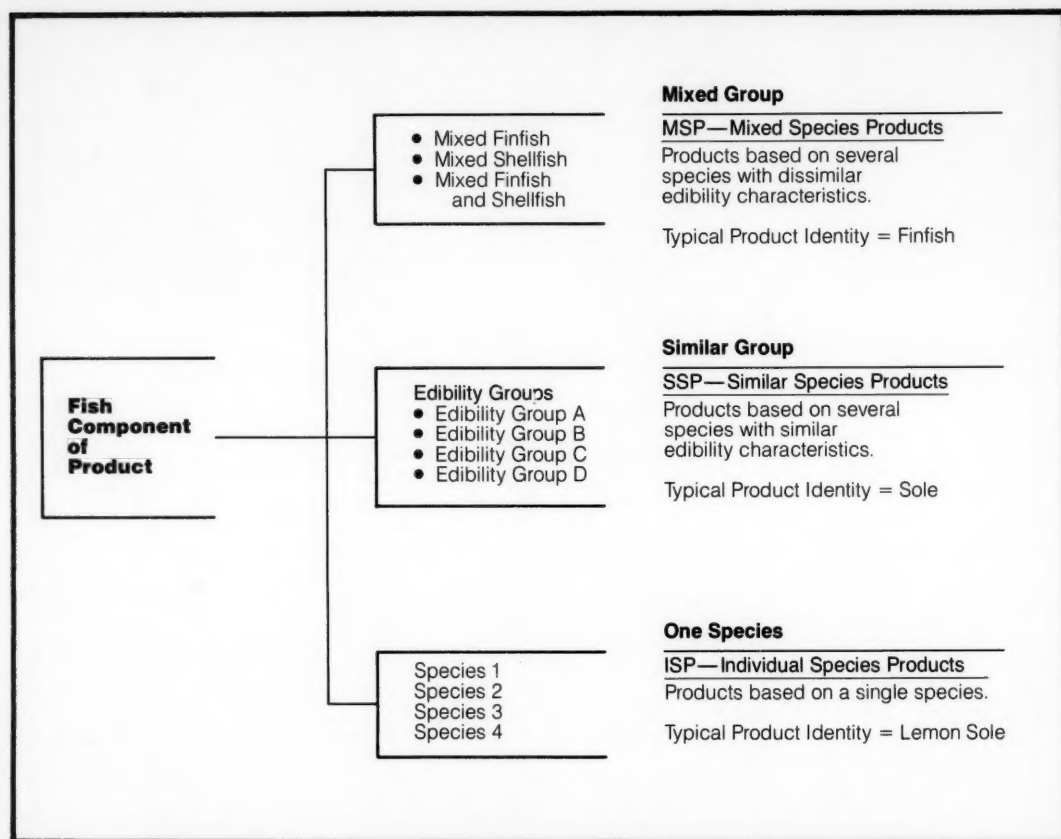 Fish
Component
of
Product
● Mixed Finfish
● Mixed Shellfish
● Mixed Finfish
and Shellfish
Mixed Group
MSP—Mixed Species Products
Products based on several
species with dissimilar
edibility characteristics.
Typical Product Identity = Finfish
Edibility Groups
● Edibility Group A
● Edibility Group B
● Edibility Group C
● Edibility Group D
Similar Group
SSP—Similar Species Products
Products based on several
species with similar
edibility characteristics.
Typical Product Identity = Sole
Species 1
Species 2
Species 3
Species 4
One Species
ISP—Individual Species Products
Products based on a single species.
Typical Product Identity = Lemon Sole